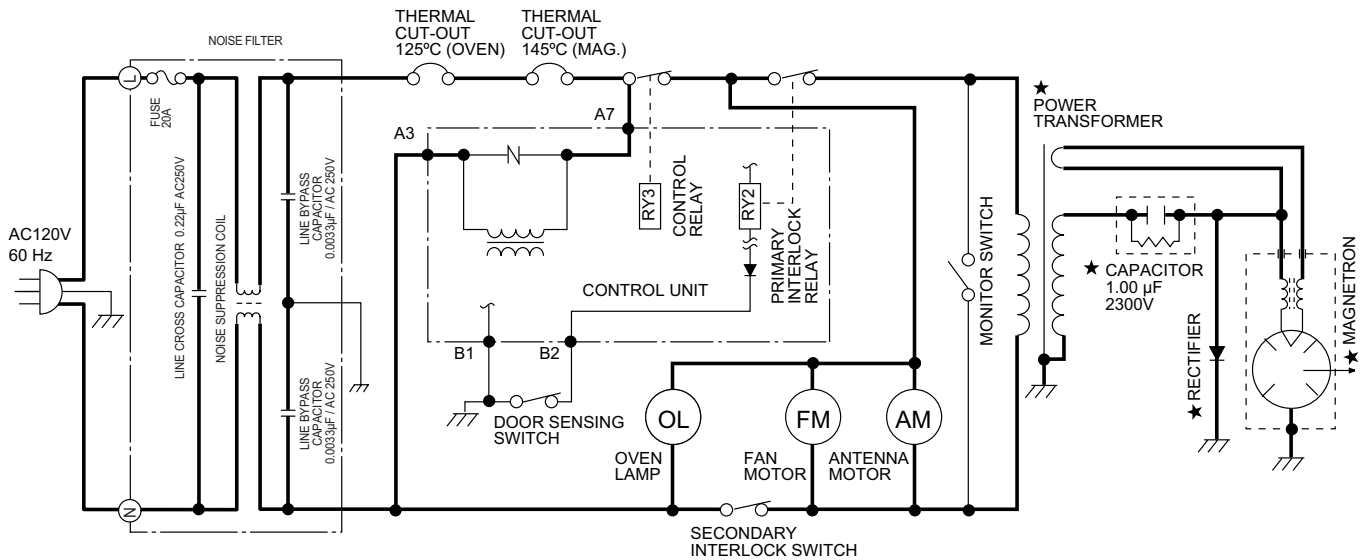 NOISE FILTER
THERMAL
CUT-OUT
125ºC (OVEN)
THERMAL
CUT-OUT
145ºC (MAG.)
L
FUSE
20A
A7
A3
★
POWER
TRANSFORMER
AC120V
60 Hz
LINE CROSS CAPACITOR 0.22µF AC250V
NOISE SUPPRESSION COIL
LINE BYPASS
CAPACITOR
0.0033µF / AC 250V
LINE BYPASS
CAPACITOR
0.0033µF / AC 250V
RY3
CONTROL
RELAY
RY2
PRIMARY
INTERLOCK
RELAY
CONTROL UNIT
MONITOR SWITCH
★ CAPACITOR
1.00 µF
2300V
★ RECTIFIER
★ MAGNETRON
B1
B2
DOOR SENSING
SWITCH
OL
FM
AM
OVEN
LAMP
FAN
MOTOR
ANTENNA
MOTOR
N
SECONDARY
INTERLOCK SWITCH